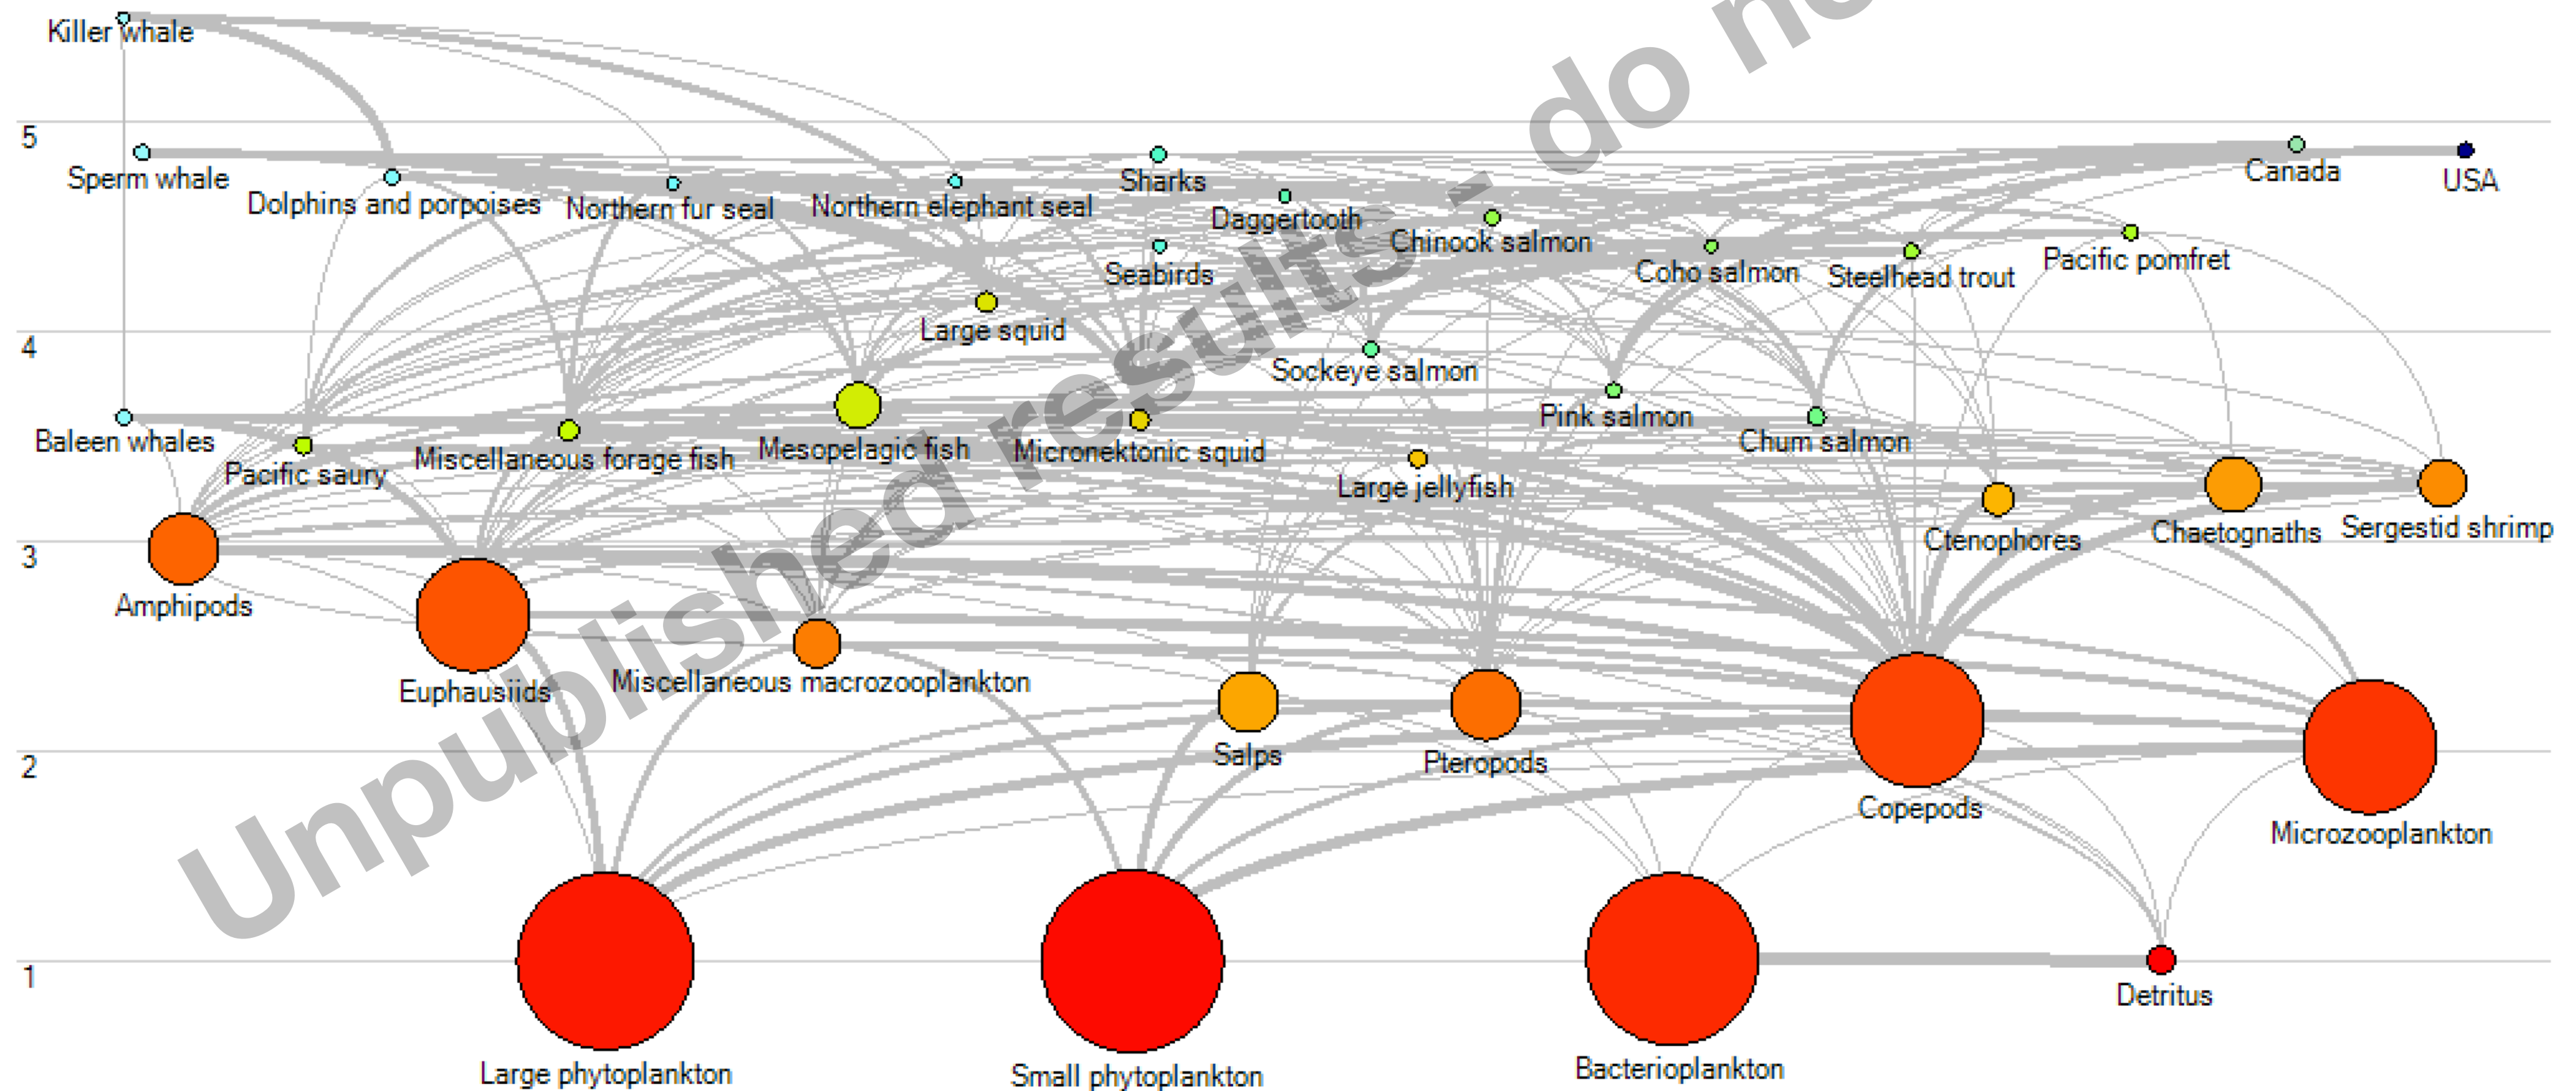 Killer whale
5
Sperm whale
Dolphins and porpoises
Northern fur seal
Northern elephant seal
Sharks
Daggertooth
Chinook salmon
Canada
USA
Seabirds
Coho salmon
Steelhead trout
Pacific pomfret
Large squid
4
Sockeye salmon
Baleen whales
Pacific saury
Miscellaneous forage fish
Mesopelagic fish
Micronektonic squid
Pink salmon
Chum salmon
Large jellyfish
Ctenophores
Chaetognaths
Sergestid shrimp
3
Amphipods
Euphausiids
Miscellaneous macrozooplankton
Salps
Pteropods
Copepods
Microzooplankton
2
1
Large phytoplankton
Small phytoplankton
Bacterioplankton
Detritus
Unpublished results - do